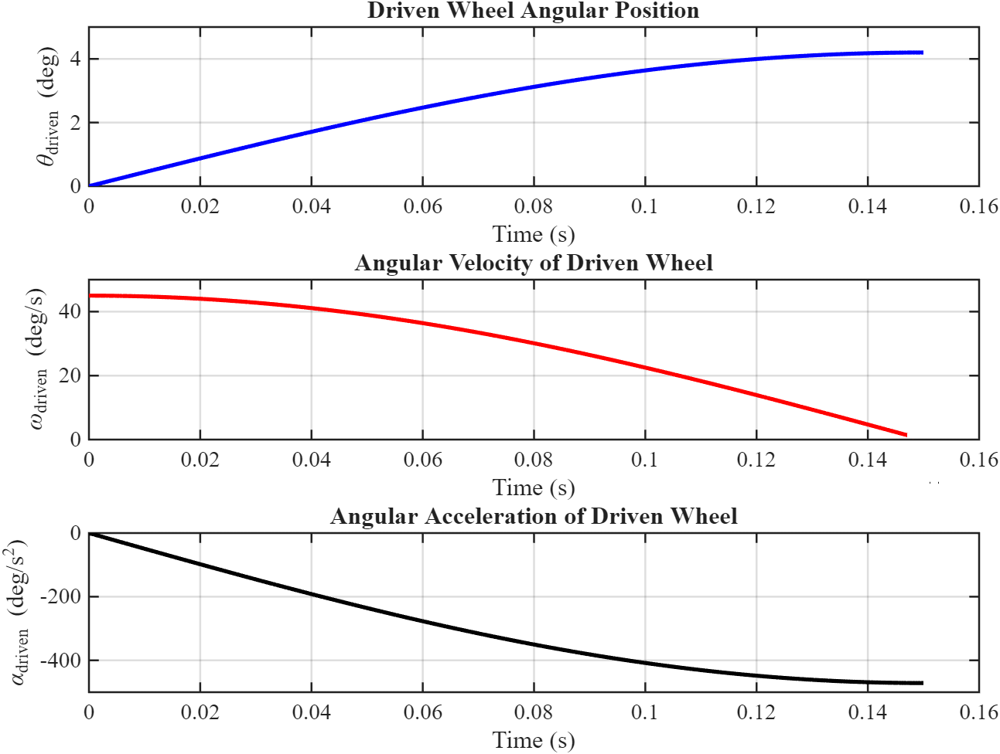 Driven Wheel Angular Position
θdriven (deg)
4
2
0
0 0.02 0.04 0.06 0.08 0.1 0.12 0.14 0.16
Time (s)
Angular Velocity of Driven Wheel
ωdriven (deg/s)
40
20
0
0 0.02 0.04 0.06 0.08 0.1 0.12 0.14 0.16
Time (s)
Angular Acceleration of Driven Wheel
αdriven (deg/s²)
0
-200
-400
0 0.02 0.04 0.06 0.08 0.1 0.12 0.14 0.16
Time (s)